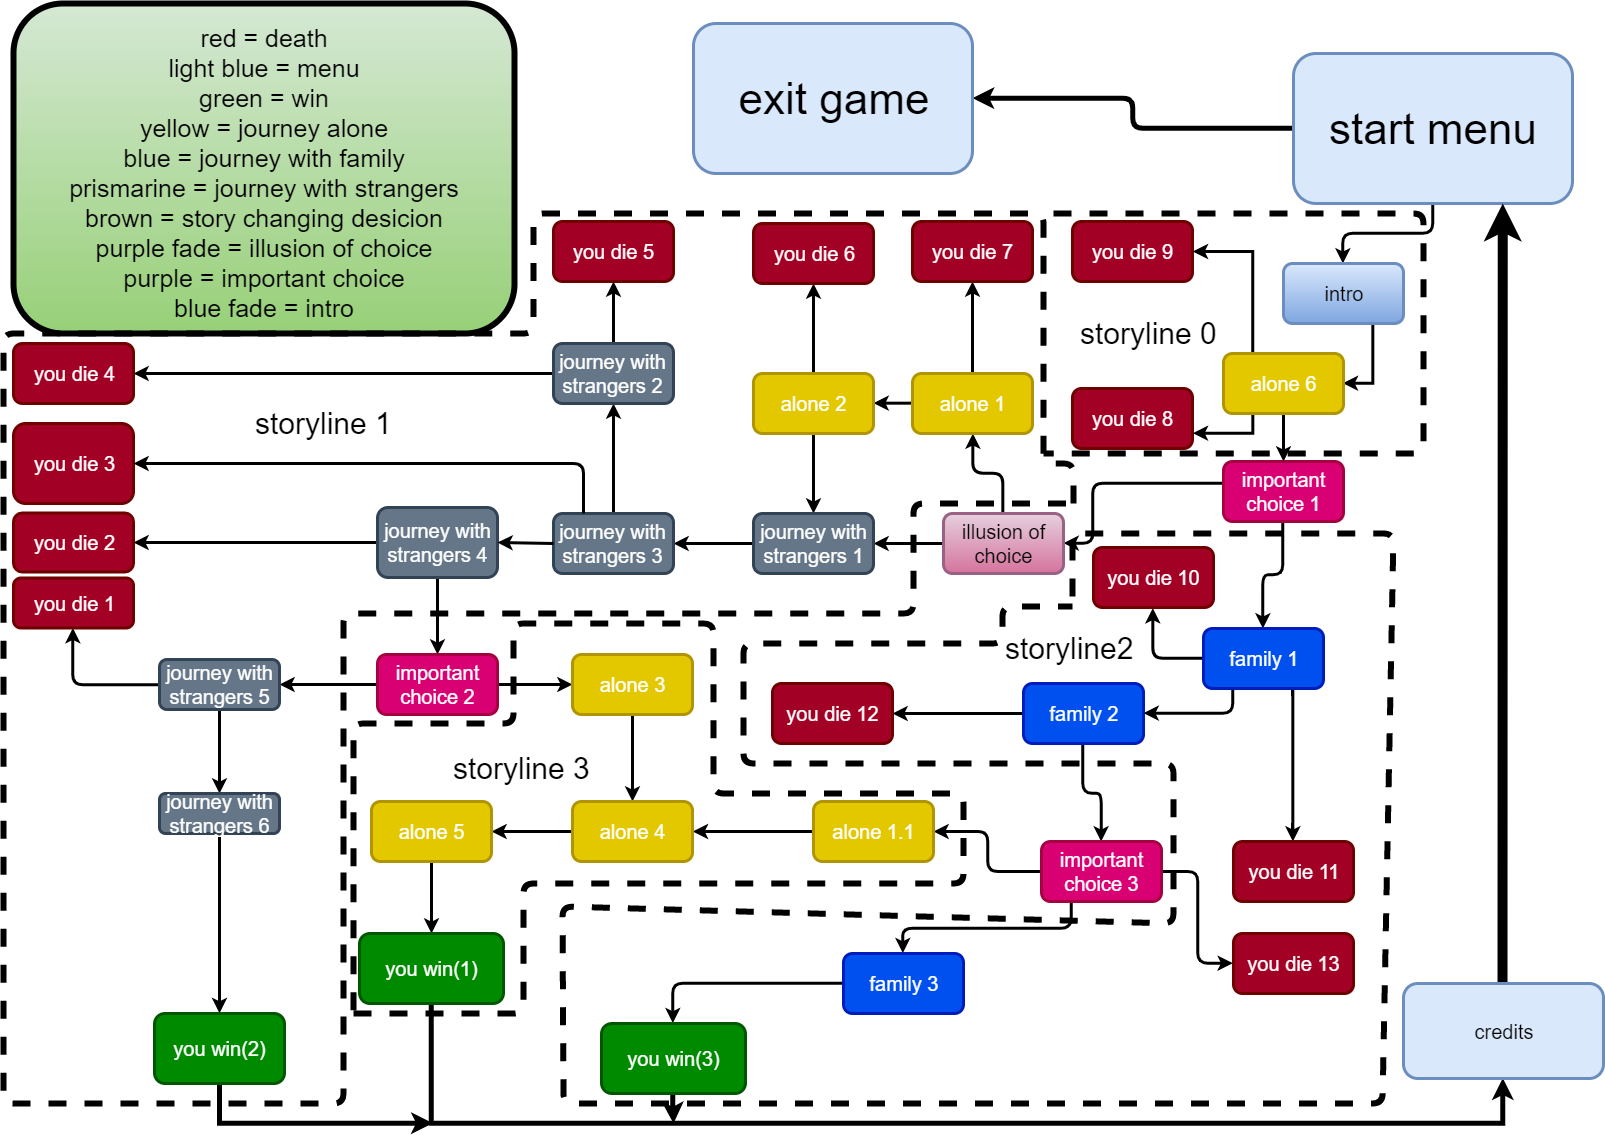 red = death
light blue = menu
green = win
yellow = journey alone
blue = journey with family
prismarine = journey with strangers
brown = story changing desicion
purple fade = illusion of choice
purple = important choice
blue fade = intro
exit game
start menu
you die 5
you die 6
you die 7
you die 9
intro
storyline 0
you die 4
journey with
strangers 2
alone 2
alone 1
alone 6
you die 8
storyline 1
you die 3
important
choice 1
you die 2
journey with
strangers 4
journey with
strangers 3
journey with
strangers 1
illusion of
choice
you die 10
you die 1
storyline2
family 1
journey with
strangers 5
important
choice 2
alone 3
you die 12
family 2
storyline 3
journey with
strangers 6
alone 5
alone 4
alone 1.1
important
choice 3
you die 11
you win(1)
family 3
you die 13
you win(2)
you win(3)
credits